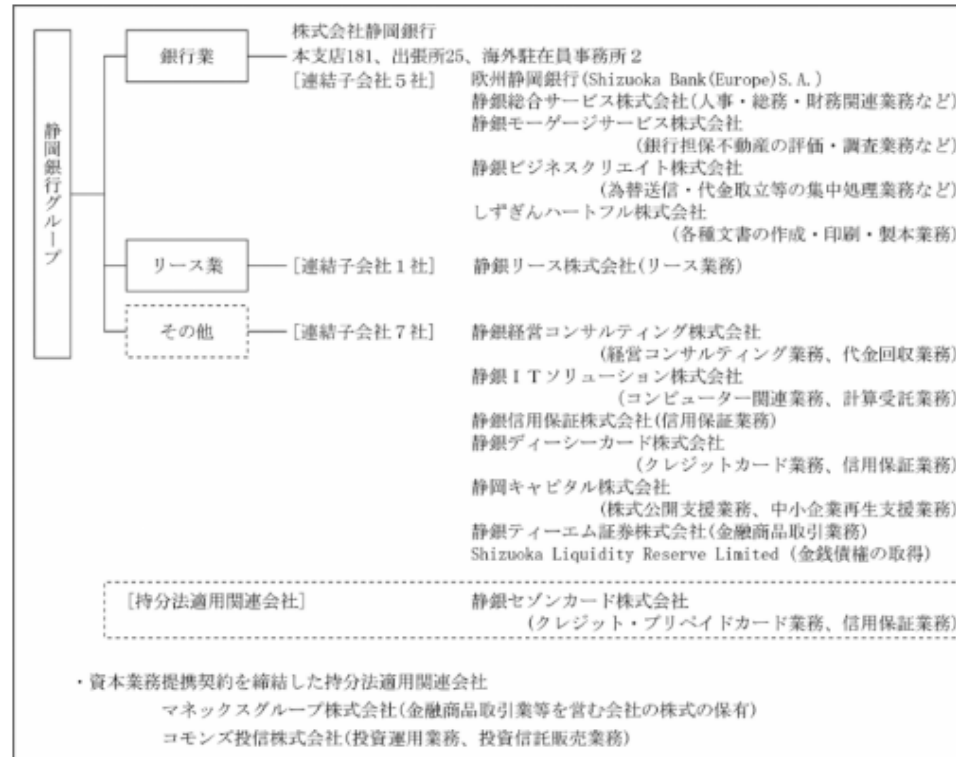 静岡銀行グループ
銀行業
株式会社静岡銀行
本支店181、出張所25、海外駐在員事務所２
[連結子会社５社] 欧州静岡銀行(Shizuoka Bank(Europe)S.A.)
静銀総合サービス株式会社(人事・総務・財務関連業務など)
静銀モーゲージサービス株式会社
(銀行担保不動産の評価・調査業務など)
静銀ビジネスクリエイト株式会社
(為替送信・代金取立等の集中処理業務など)
しずぎんハートフル株式会社
(各種文書の作成・印刷・製本業務)
リース業 [連結子会社１社] 静銀リース株式会社(リース業務)
その他 [連結子会社７社] 静銀経営コンサルティング株式会社
(経営コンサルティング業務、代金回収業務)
静銀ＩＴソリューション株式会社
(コンピューター関連業務、計算受託業務)
静銀信用保証株式会社(信用保証業務)
静銀ディーシーカード株式会社
(クレジットカード業務、信用保証業務)
静岡キャピタル株式会社
(株式公開支援業務、中小企業再生支援業務)
静銀ティーエム証券株式会社(金融商品取引業務)
Shizuoka Liquidity Reserve Limited (金銭債権の取得)
[持分法適用関連会社] 静銀セゾンカード株式会社
(クレジット・プリペイドカード業務、信用保証業務)
・資本業務提携契約を締結した持分法適用関連会社
マネックスグループ株式会社(金融商品取引業等を営む会社の株式の保有)
コモンズ投信株式会社(投資運用業務、投資信託販売業務)